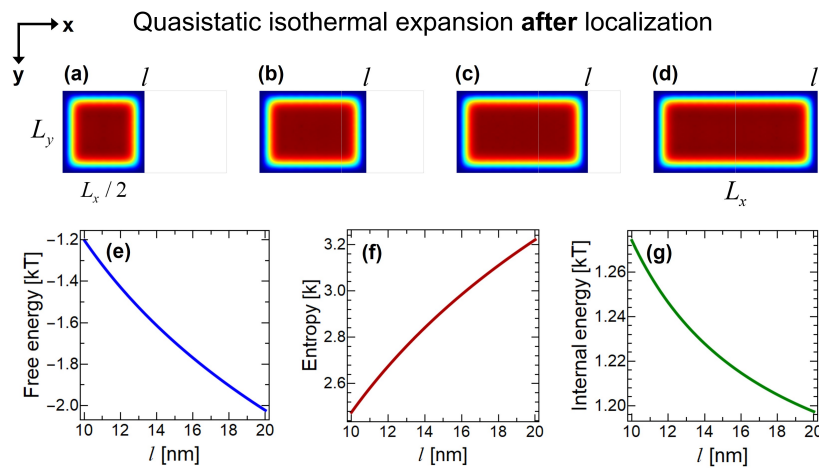 Quasistatic isothermal expansion after localization
x
y
(a) l (b) l (c) l (d) l
L_y
L_x / 2
L_x
(e)
Free energy [kT]
-1.2
-1.4
-1.6
-1.8
-2.0
10 12 14 16 18 20
l [nm]
(f)
Entropy [k]
3.2
3.0
2.8
2.6
10 12 14 16 18 20
l [nm]
(g)
Internal energy [kT]
1.26
1.24
1.22
1.20
10 12 14 16 18 20
l [nm]